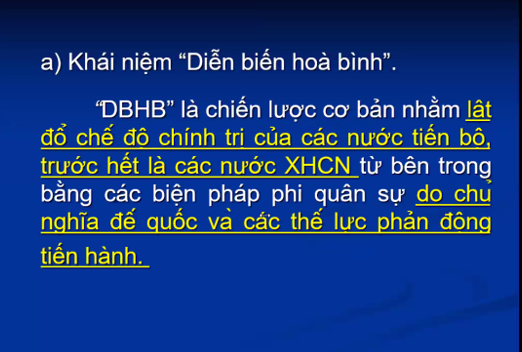 a) Khái niệm “Diễn biến hoà bình”.
“DBHB” là chiến lược cơ bản nhằm lật
đổ chế độ chính trị của các nước tiến bộ,
trước hết là các nước XHCN từ bên trong
bằng các biện pháp phi quân sự do chủ
nghĩa đế quốc và các thế lực phản động
tiến hành.